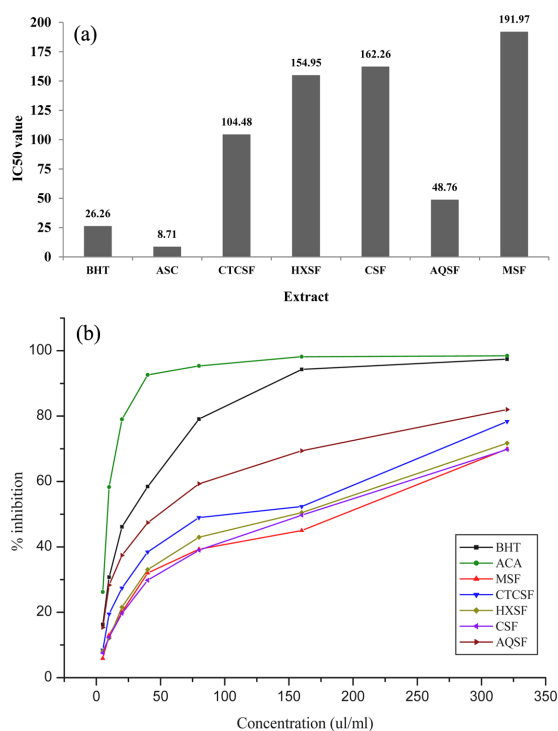 (a)
IC50 value
200
175
150
125
100
75
50
25
0
26.26
8.71
104.48
154.95
162.26
48.76
191.97
BHT ASC CTCSF HXSF CSF AQSF MSF
Extract
(b)
% inhibition
100
80
60
40
20
0
BHT
ACA
MSF
CTCSF
HXSF
CSF
AQSF
0 50 100 150 200 250 300 350
Concentration (ul/ml)